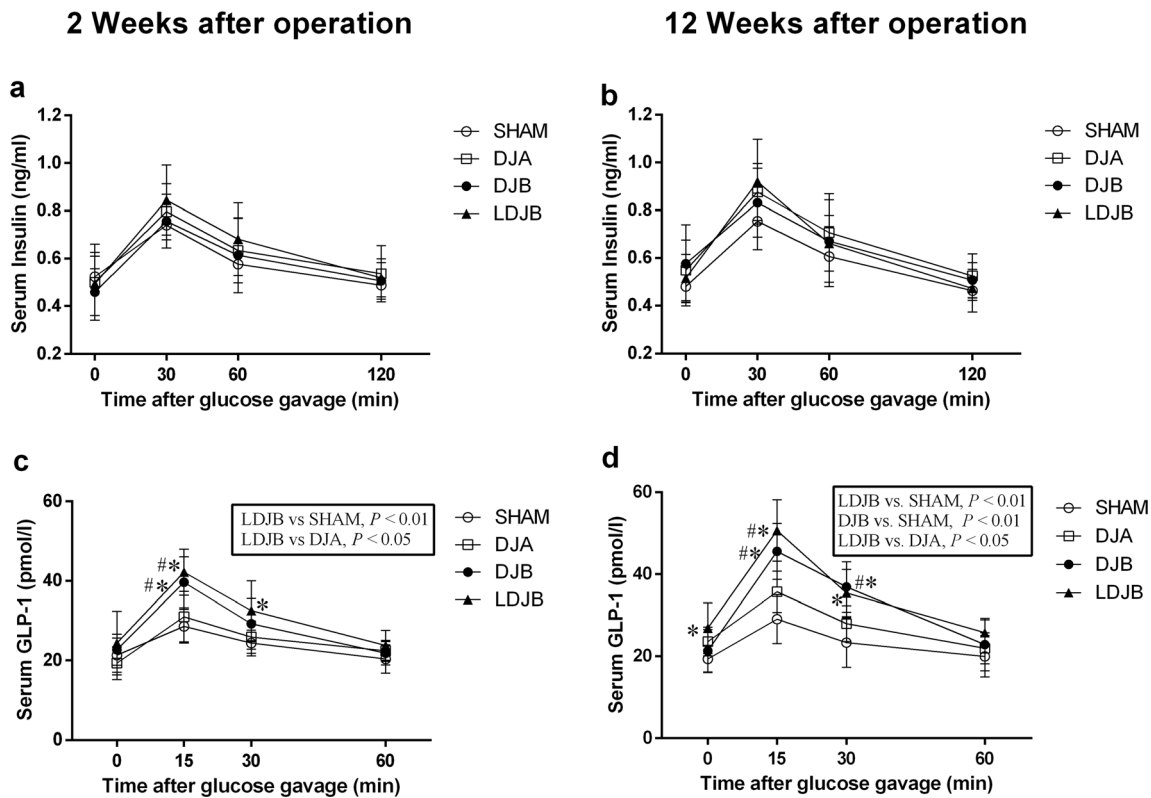 2 Weeks after operation
12 Weeks after operation
a
Serum Insulin (ng/ml)
1.2
1.0
0.8
0.6
0.4
0.2
0 30 60 120
Time after glucose gavage (min)
SHAM
DJA
DJB
LDJB
b
Serum Insulin (ng/ml)
1.2
1.0
0.8
0.6
0.4
0.2
0 30 60 120
Time after glucose gavage (min)
SHAM
DJA
DJB
LDJB
c
Serum GLP-1 (pmol/l)
60
40
20
0
0 15 30 60
Time after glucose gavage (min)
LDJB vs SHAM, P < 0.01
LDJB vs DJA, P < 0.05
#*
#*
*
SHAM
DJA
DJB
LDJB
d
Serum GLP-1 (pmol/l)
60
40
20
0
0 15 30 60
Time after glucose gavage (min)
LDJB vs. SHAM, P < 0.01
DJB vs. SHAM, P < 0.01
LDJB vs. DJA, P < 0.05
#*
#*
#*
*
*
SHAM
DJA
DJB
LDJB